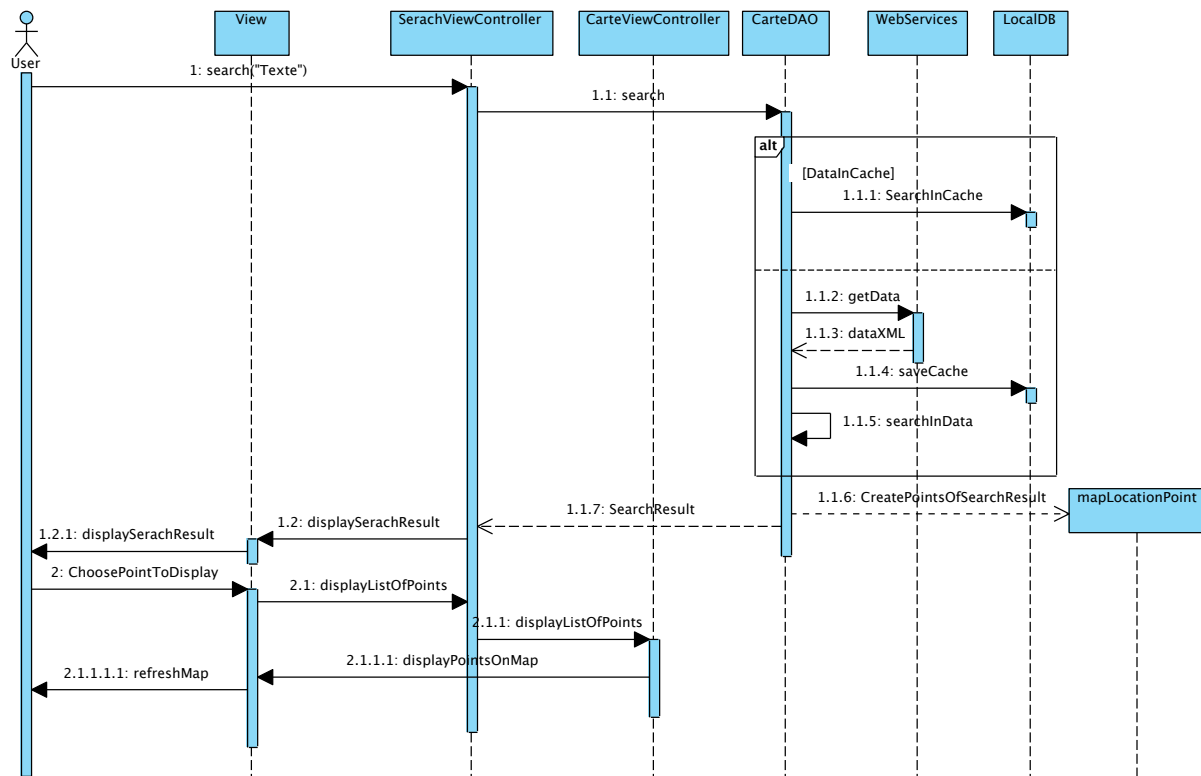 View
SerachViewController
CarteViewController
CarteDAO
WebServices
LocalDB
User
1: search("Texte")
1.1: search
alt
[DataInCache]
1.1.1: SearchInCache
1.1.2: getData
1.1.3: dataXML
1.1.4: saveCache
1.1.5: searchInData
1.1.6: CreatePointsOfSearchResult
mapLocationPoint
1.1.7: SearchResult
1.2: displaySerachResult
1.2.1: displaySerachResult
2: ChoosePointToDisplay
2.1: displayListOfPoints
2.1.1: displayListOfPoints
2.1.1.1: displayPointsOnMap
2.1.1.1.1: refreshMap